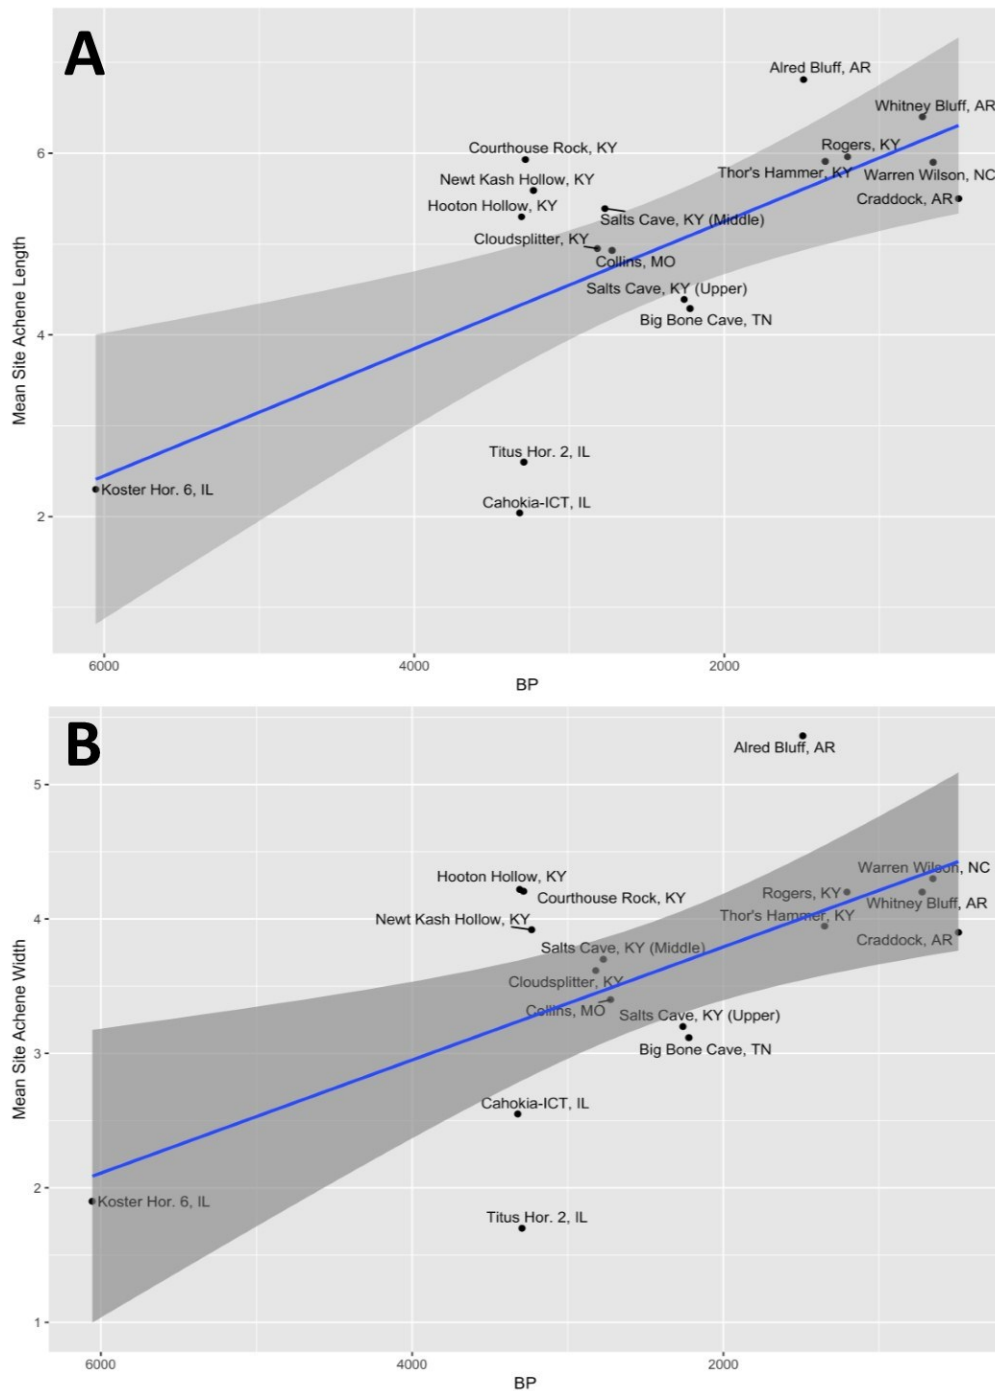 A
Alred Bluff, AR
Whitney Bluff, AR
Courthouse Rock, KY
Rogers, KY
6
Thor's Hammer, KY
Warren Wilson, NC
Newt Kash Hollow, KY
Craddock, AR
Hooton Hollow, KY
Salts Cave, KY (Middle)
Cloudsplitter, KY
Collins, MO
Salts Cave, KY (Upper)
Big Bone Cave, TN
4
Mean Site Achene Length
Titus Hor. 2, IL
Koster Hor. 6, IL
Cahokia-ICT, IL
2
6000 4000 2000
BP
B
Alred Bluff, AR
5
Warren Wilson, NC
Hooton Hollow, KY
Courthouse Rock, KY
Rogers, KY
Whitney Bluff, AR
Newt Kash Hollow, KY
Thor's Hammer, KY
4
Craddock, AR
Salts Cave, KY (Middle)
Cloudsplitter, KY
Collins, MO
Salts Cave, KY (Upper)
Big Bone Cave, TN
3
Mean Site Achene Width
Cahokia-ICT, IL
2
Koster Hor. 6, IL
Titus Hor. 2, IL
1
6000 4000 2000
BP